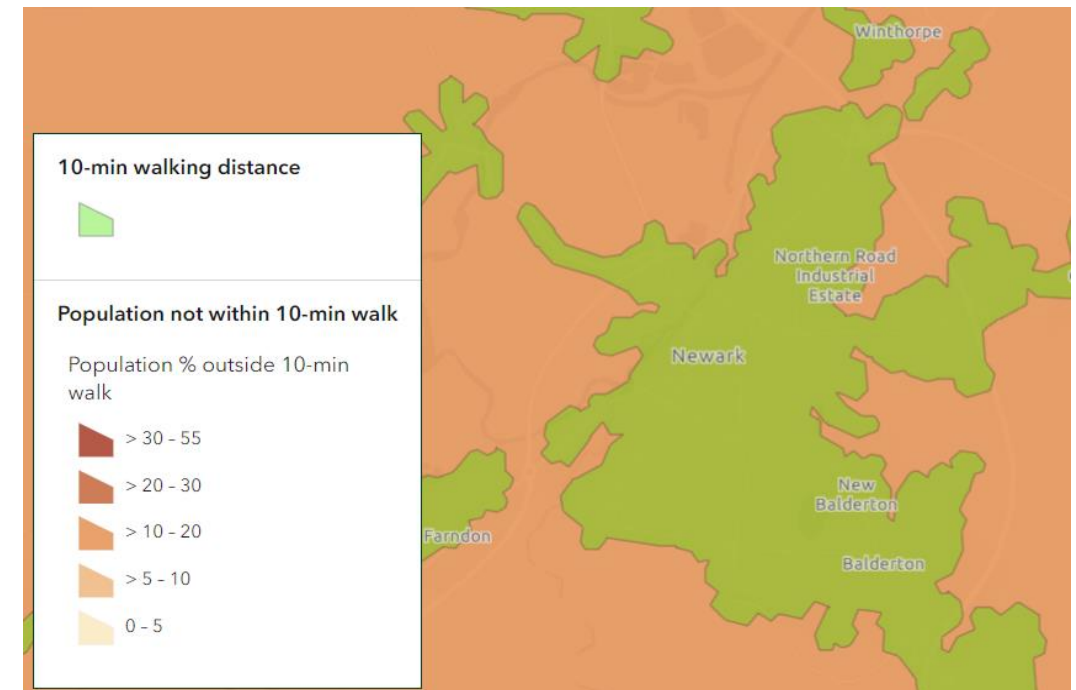 Winthorpe
10-min walking distance
Northern Road
Industrial
Estate
Population not within 10-min walk
Population % outside 10-min
walk
Newark
> 30 - 55
> 20 - 30
New
Balderton
> 10 - 20
Farndon
Balderton
> 5 - 10
0 - 5